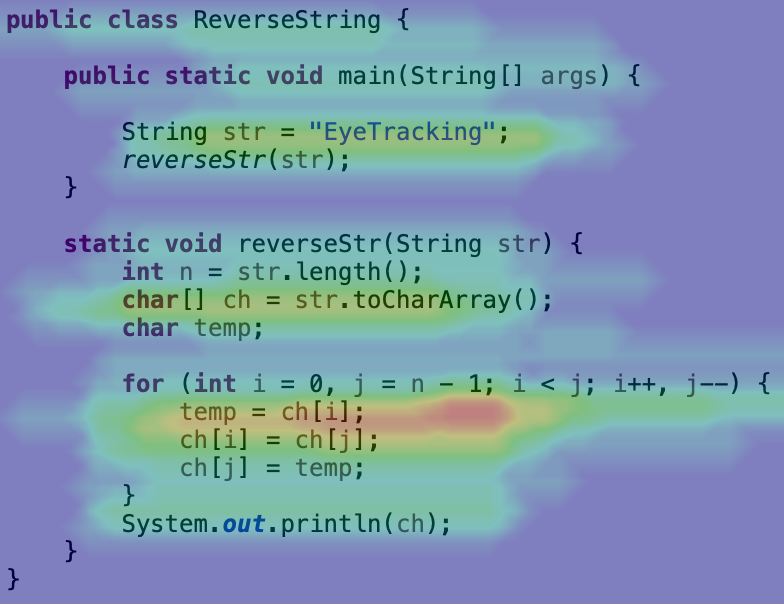 public class ReverseString {
public static void main(String[] args) {
String str = "EyeTracking";
reverseStr(str);
}
static void reverseStr(String str) {
int n = str.length();
char[] ch = str.toCharArray();
char temp;
for (int i = 0, j = n - 1; i < j; i++, j--) {
temp = ch[i];
ch[i] = ch[j];
ch[j] = temp;
}
System.out.println(ch);
}
}